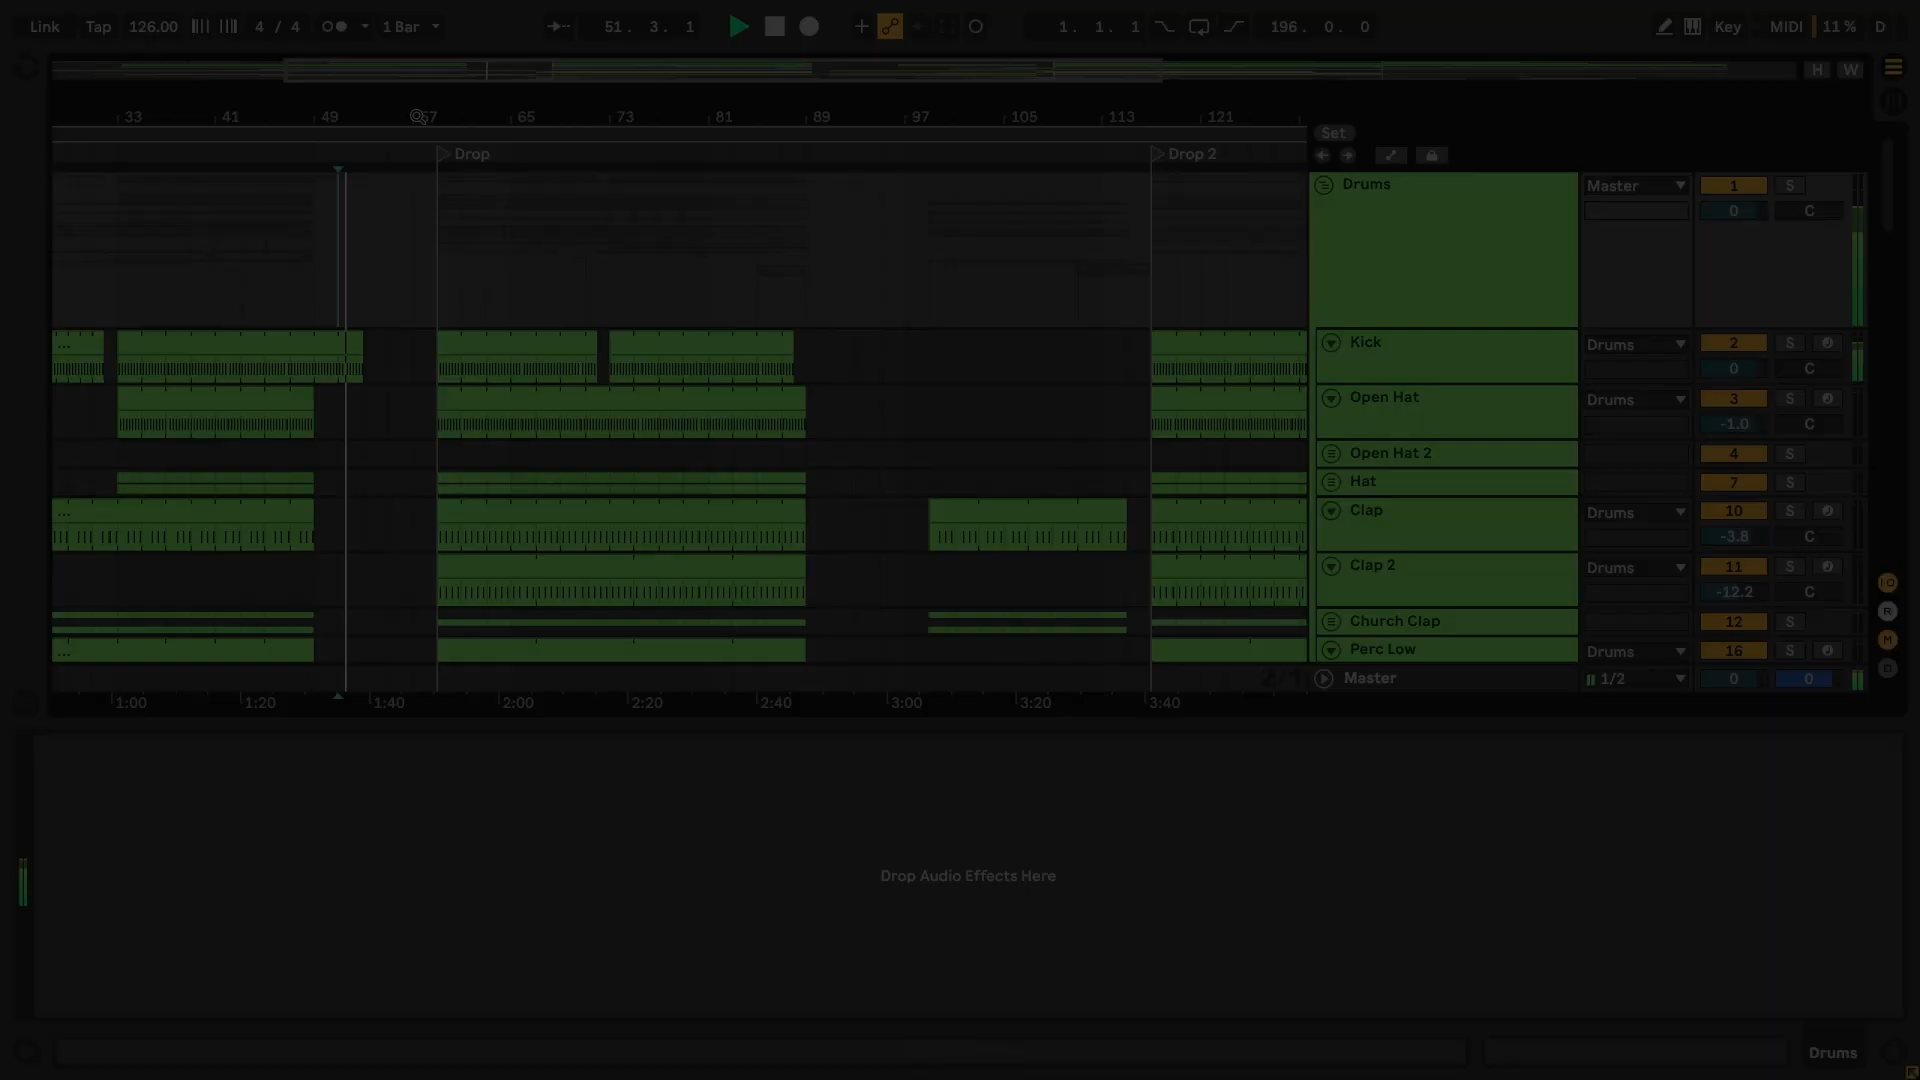 Link Tap 126.00 4 / 4 1 Bar 51. 3. 1 1. 1. 1 196. 0. 0 Key MIDI 11 % D
H W
33 41 49 57 65 73 81 89 97 105 113 121
Set
Drop Drop 2
Drums Master 1 S
0 C
... Kick Drums 2 S
0 C
Open Hat Drums 3 S
-1.0 C
Open Hat 2 4 S
Hat 7 S
... Clap Drums 10 S
-3.8 C
Clap 2 Drums 11 S
-12.2 C
Church Clap 12 S
... Perc Low Drums 16 S
2/1 Master 1/2 0 0
1:00 1:20 1:40 2:00 2:20 2:40 3:00 3:20 3:40
I·O
R
M
D
Drop Audio Effects Here
Drums